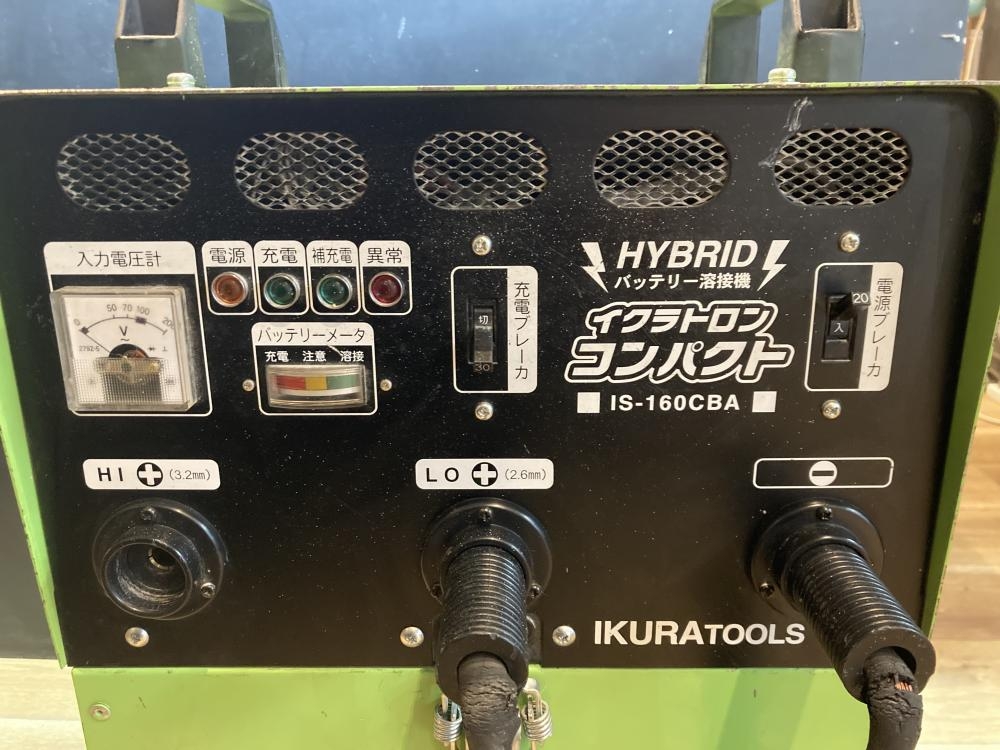 入力電圧計
0 50 70 100 200
V
~
279Z-5
電源
充電
補充電
異常
バッテリーメータ
充電 注意 溶接
切
30
充電ブレーカ
HYBRID
バッテリー溶接機
イクラトロン
コンパクト
IS-160CBA
20
入
電源ブレーカ
HI + (3.2mm)
LO + (2.6mm)
−
IKURATOOLS